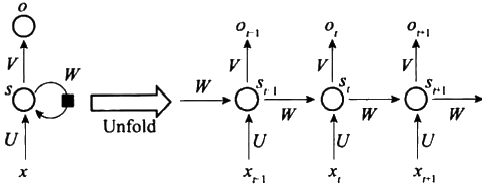 o o_{t-1} o_t o_{t+1}
V W V V V
s s_{t-1} s_t s_{t+1}
W W W W
U Unfold U U U
x x_{t-1} x_t x_{t+1}